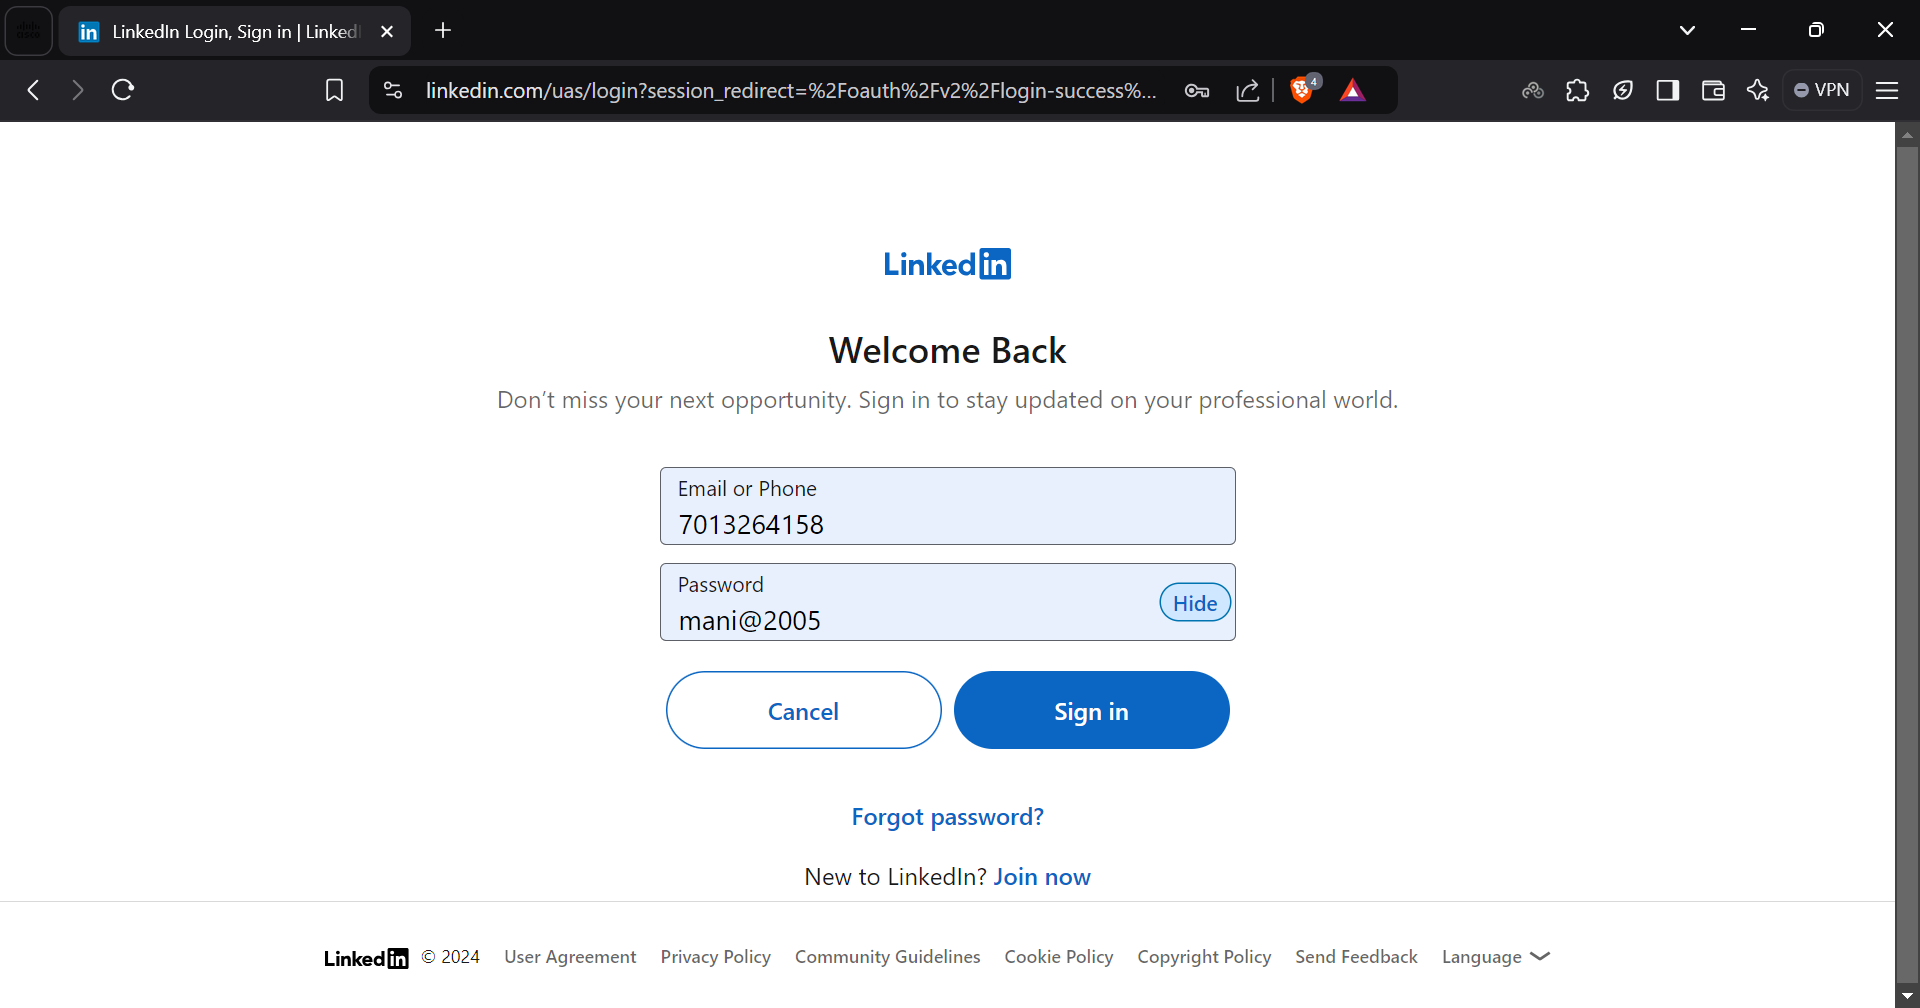 LinkedIn Login, Sign in | Linked
linkedin.com/uas/login?session_redirect=%2Foauth%2Fv2%2Flogin-success%...
4
VPN
LinkedIn
Welcome Back
Don’t miss your next opportunity. Sign in to stay updated on your professional world.
Email or Phone
7013264158
Password
mani@2005
Hide
Cancel
Sign in
Forgot password?
New to LinkedIn? Join now
LinkedIn © 2024 User Agreement Privacy Policy Community Guidelines Cookie Policy Copyright Policy Send Feedback Language